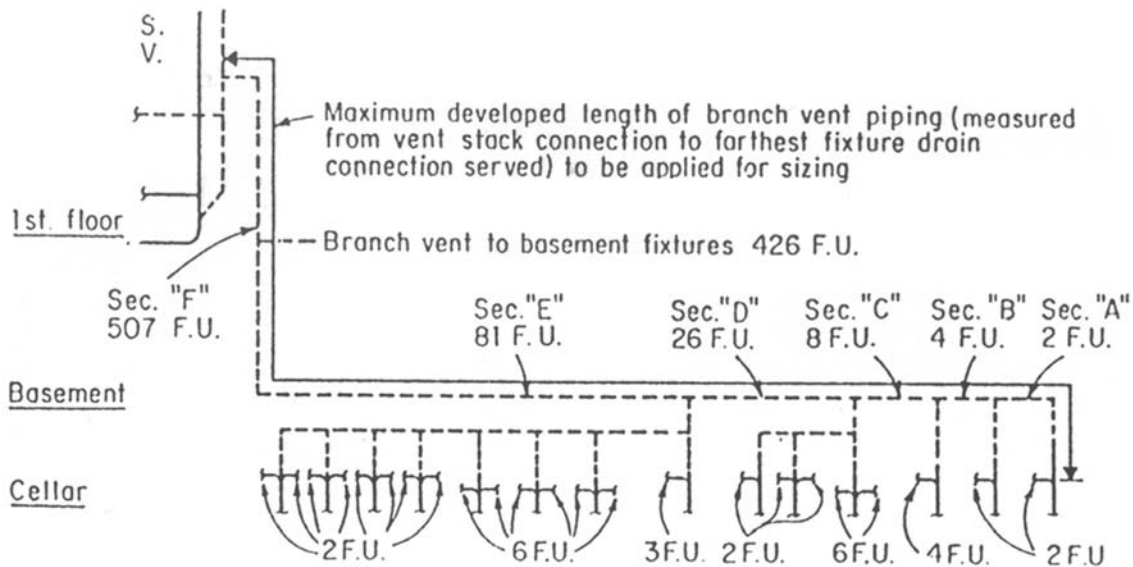 S.
V.
Maximum developed length of branch vent piping (measured
from vent stack connection to farthest fixture drain
connection served) to be applied for sizing
1st. floor
Branch vent to basement fixtures 426 F.U.
Sec. "F"
507 F.U.
Sec. "E"
81 F.U.
Sec. "D"
26 F.U.
Sec. "C"
8 F.U.
Sec. "B"
4 F.U.
Sec. "A"
2 F.U.
Basement
Cellar
2 F.U.
6 F.U.
3 F.U.
2 F.U.
6 F.U.
4 F.U.
2 F.U